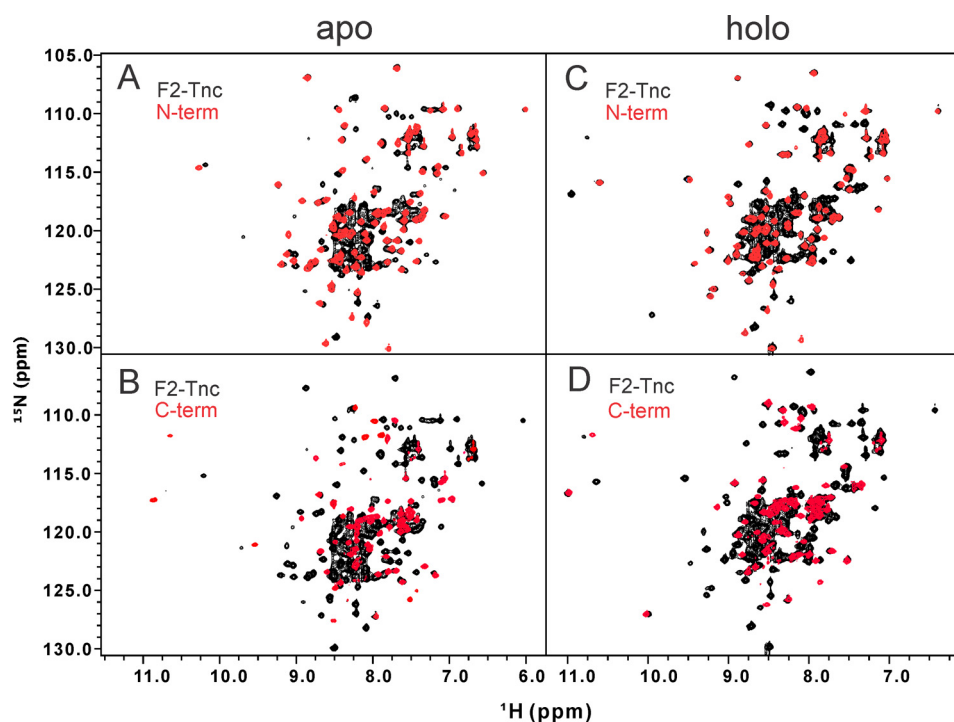 apo holo
A F2-Tnc N-term
C F2-Tnc N-term
B F2-Tnc C-term
D F2-Tnc C-term
105.0
110.0
115.0
120.0
125.0
130.0
110.0
115.0
120.0
125.0
130.0
¹⁵N (ppm)
11.0 10.0 9.0 8.0 7.0 6.0 11.0 10.0 9.0 8.0 7.0
¹H (ppm)